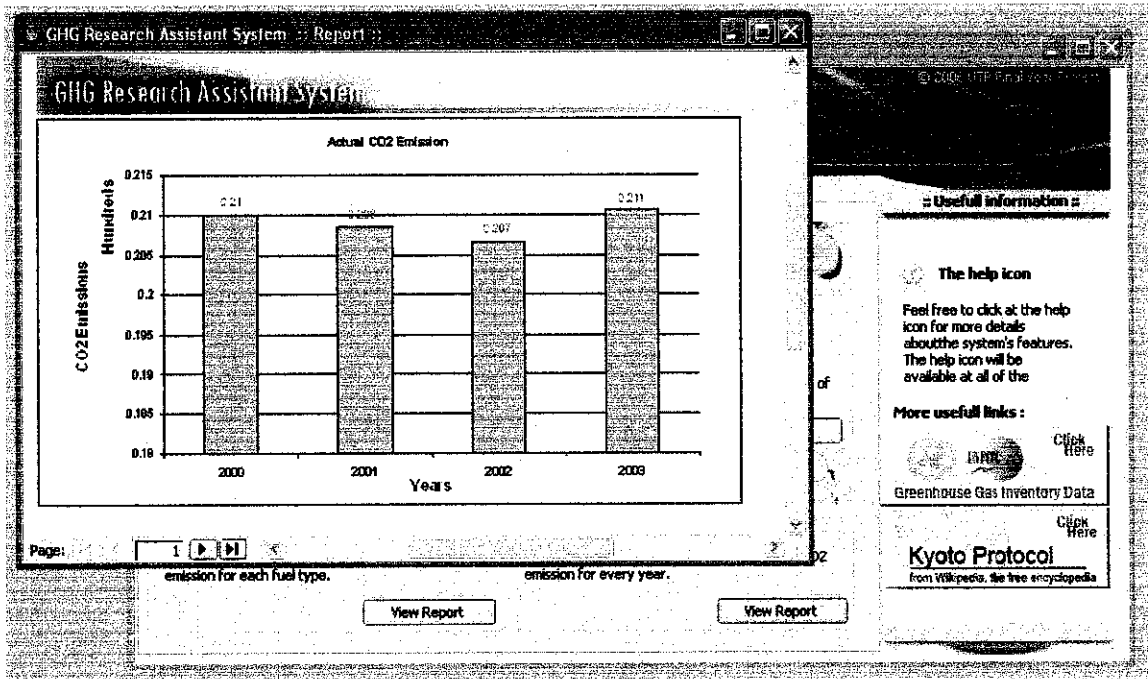 GHG Research Assistant System :: Report ::
GHG Research Assistant System
Actual CO2 Emission
CO2 Emissions
Hundreds
0.215
0.21
0.205
0.2
0.195
0.19
0.185
0.18
0.21
0.207
0.211
2000
2001
2002
2003
Years
Page:
1
of
emission for each fuel type.
emission for every year.
View Report
View Report
:: Usefull information ::
The help icon
Feel free to click at the help
icon for more details
aboutthe system's features.
The help icon will be
available at all of the
More usefull links :
Click
Here
Greenhouse Gas Inventory Data
Click
Here
Kyoto Protocol
from Wikipedia, the free encyclopedia